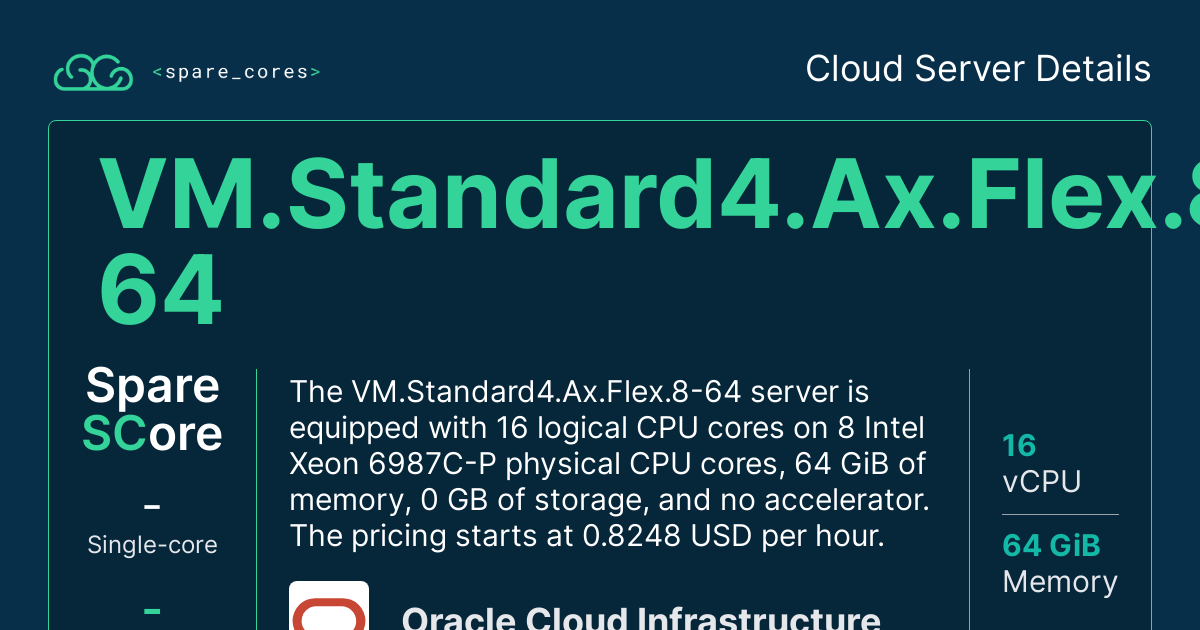 <spare_cores>
Cloud Server Details
VM.Standard4.Ax.Flex.8
64
Spare
SCore
–
Single-core
–
The VM.Standard4.Ax.Flex.8-64 server is
equipped with 16 logical CPU cores on 8 Intel
Xeon 6987C-P physical CPU cores, 64 GiB of
memory, 0 GB of storage, and no accelerator.
The pricing starts at 0.8248 USD per hour.
Oracle Cloud Infrastructure
16
vCPU
64 GiB
Memory